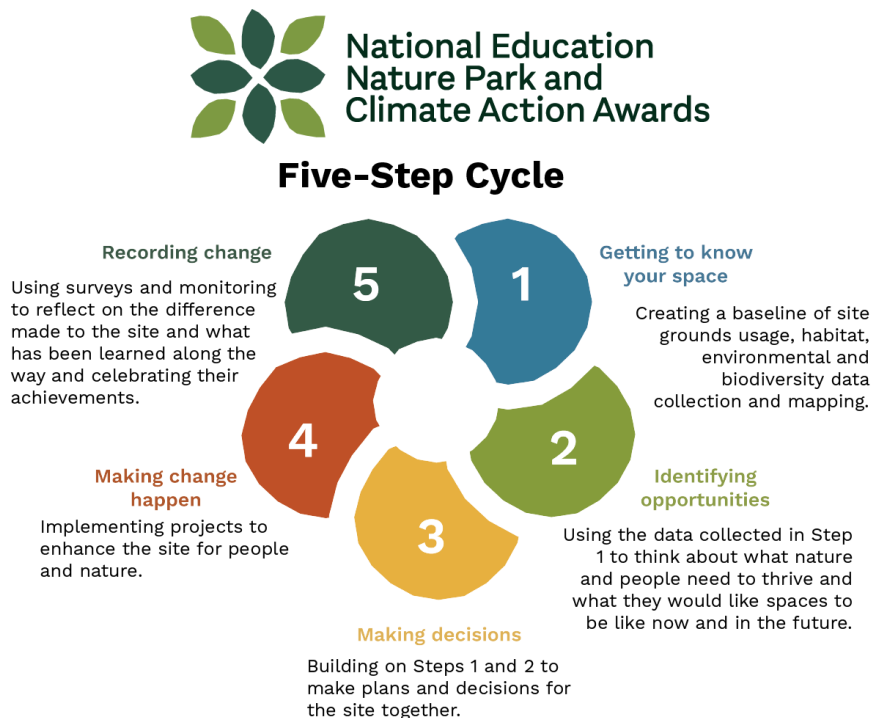 National Education
Nature Park and
Climate Action Awards
Five-Step Cycle
1
Getting to know
your space
Creating a baseline of site
grounds usage, habitat,
environmental and
biodiversity data
collection and mapping.
2
Identifying
opportunities
Using the data collected in Step
1 to think about what nature
and people need to thrive and
what they would like spaces to
be like now and in the future.
3
Making decisions
Building on Steps 1 and 2 to
make plans and decisions for
the site together.
4
Making change
happen
Implementing projects to
enhance the site for people
and nature.
5
Recording change
Using surveys and monitoring
to reflect on the difference
made to the site and what
has been learned along the
way and celebrating their
achievements.